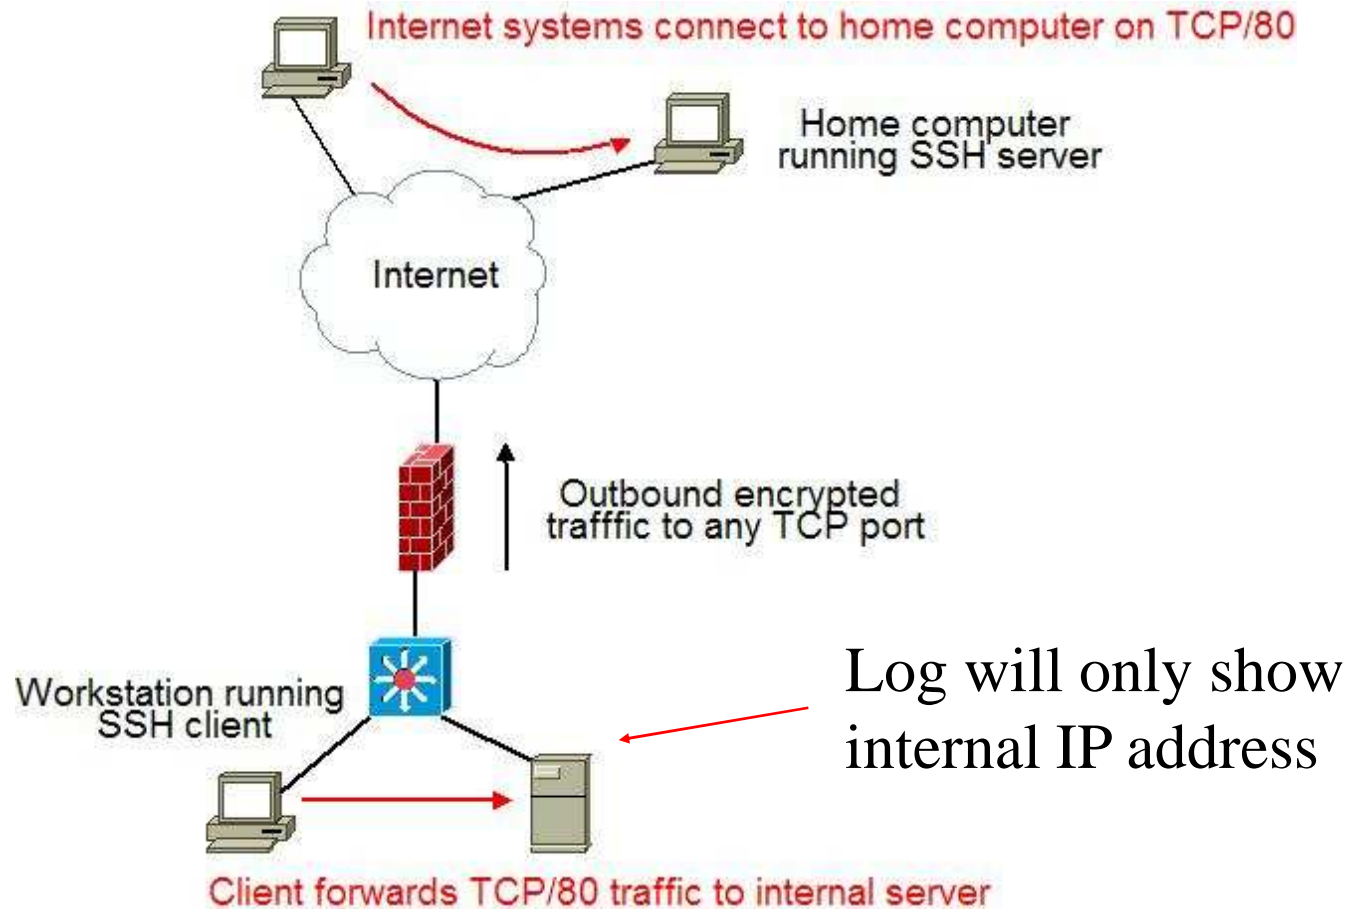 Internet systems connect to home computer on TCP/80
Home computer
running SSH server
Internet
Outbound encrypted
trafffic to any TCP port
Workstation running
SSH client
Log will only show
internal IP address
Client forwards TCP/80 traffic to internal server